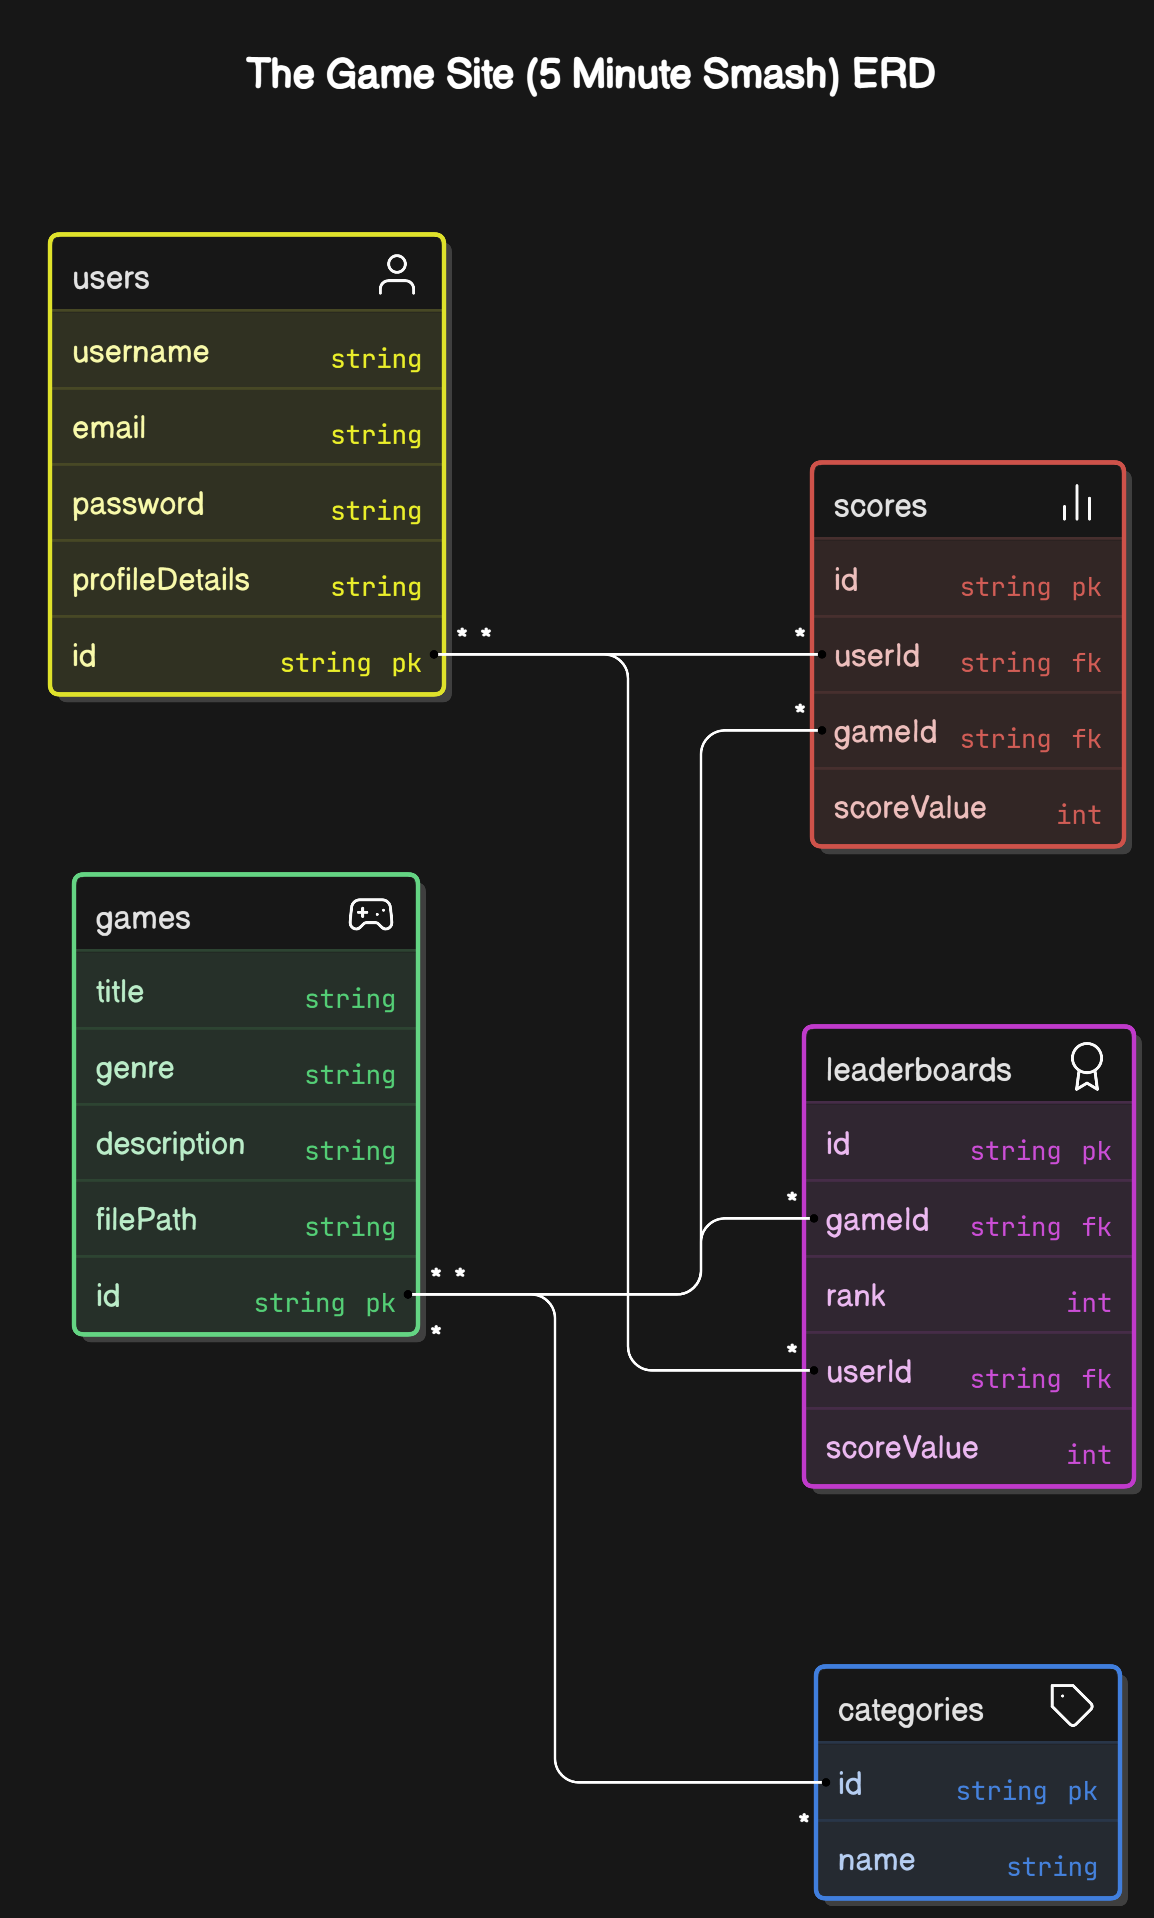 The Game Site (5 Minute Smash) ERD
users
username string
email string
password string
profileDetails string
id string pk
* *
*
scores
id string pk
userId string fk
*
gameId string fk
scoreValue int
games
title string
genre string
description string
filePath string
id string pk
* *
*
leaderboards
id string pk
*
gameId string fk
rank int
*
userId string fk
scoreValue int
categories
id string pk
*
name string